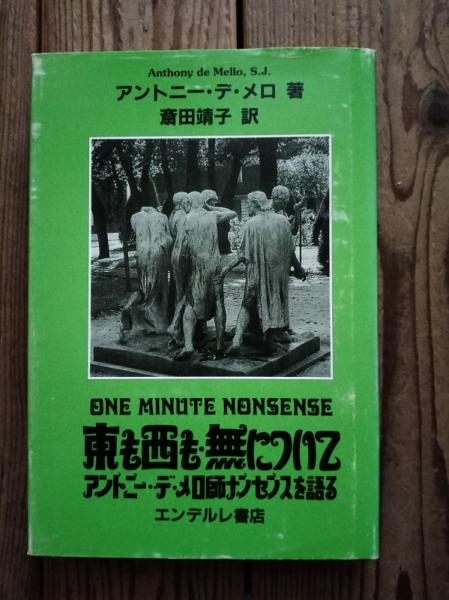 Anthony de Mello, S.J.
アントニー・デ・メロ 著
斎田靖子 訳
ONE MINUTE NONSENSE
東も西も・無について
アントニー・デ・メロ師ナンセンスを語る
エンデルレ書店